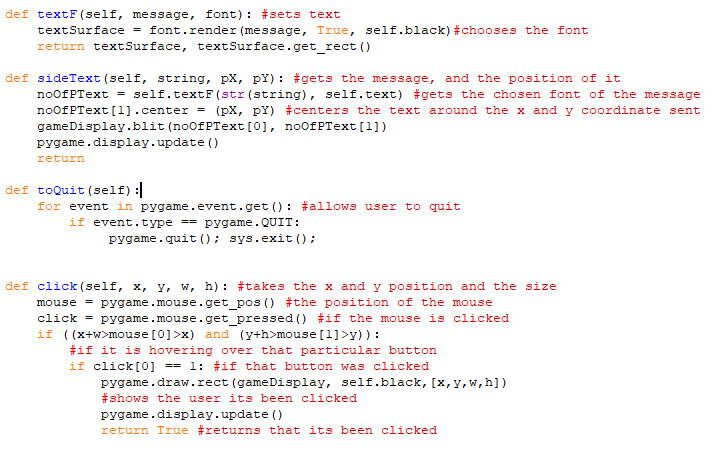 def textF(self, message, font): #sets text
    textSurface = font.render(message, True, self.black)#chooses the font
    return textSurface, textSurface.get_rect()

def sideText(self, string, pX, pY): #gets the message, and the position of it
    noOfPText = self.textF(str(string), self.text) #gets the chosen font of the message
    noOfPText[1].center = (pX, pY) #centers the text around the x and y coordinate sent
    gameDisplay.blit(noOfPText[0], noOfPText[1])
    pygame.display.update()
    return

def toQuit(self):
    for event in pygame.event.get(): #allows user to quit
        if event.type == pygame.QUIT:
             pygame.quit(); sys.exit();

def click(self, x, y, w, h): #takes the x and y position and the size
    mouse = pygame.mouse.get_pos() #the position of the mouse
    click = pygame.mouse.get_pressed() #if the mouse is clicked
    if ((x+w>mouse[0]>x) and (y+h>mouse[1]>y)):
        #if it is hovering over that particular button
        if click[0] == 1: #if that button was clicked
            pygame.draw.rect(gameDisplay, self.black,[x,y,w,h])
            #shows the user its been clicked
            pygame.display.update()
            return True #returns that its been clicked